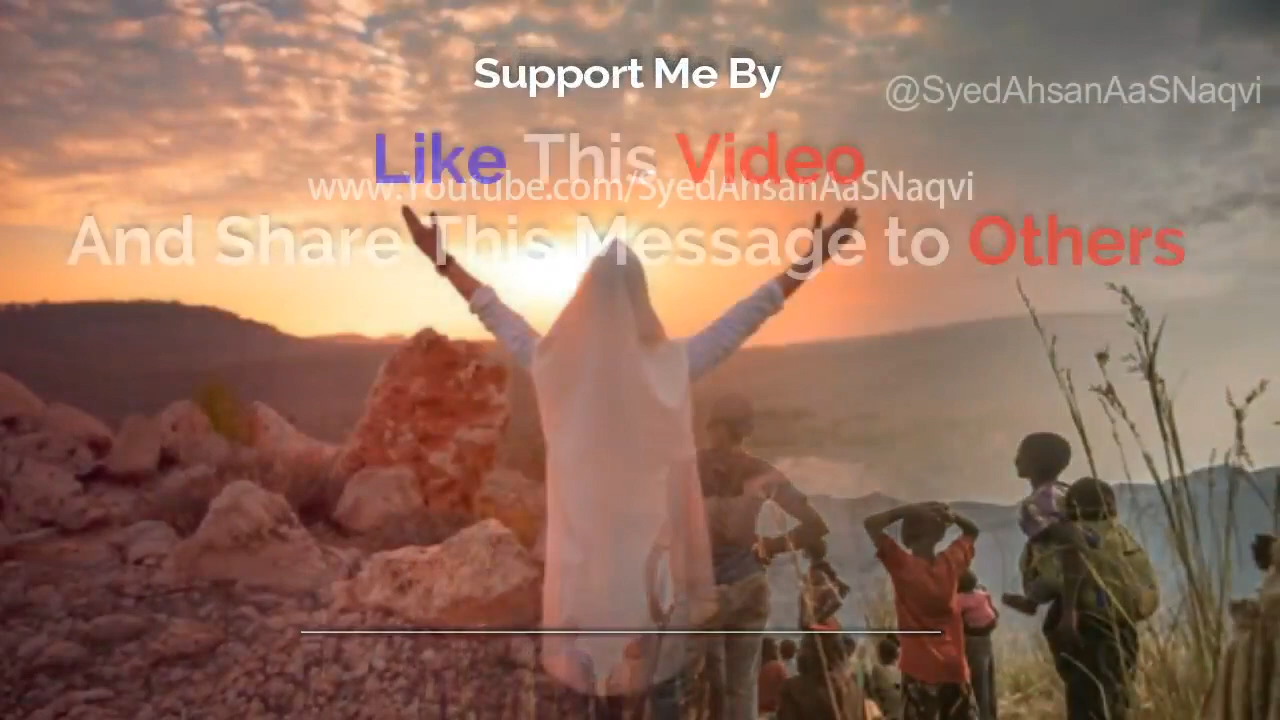 Support Me By
@SyedAhsanAaSNaqvi
Like This Video
www.Youtube.com/SyedAhsanAaSNaqvi
And Share This Message to Others